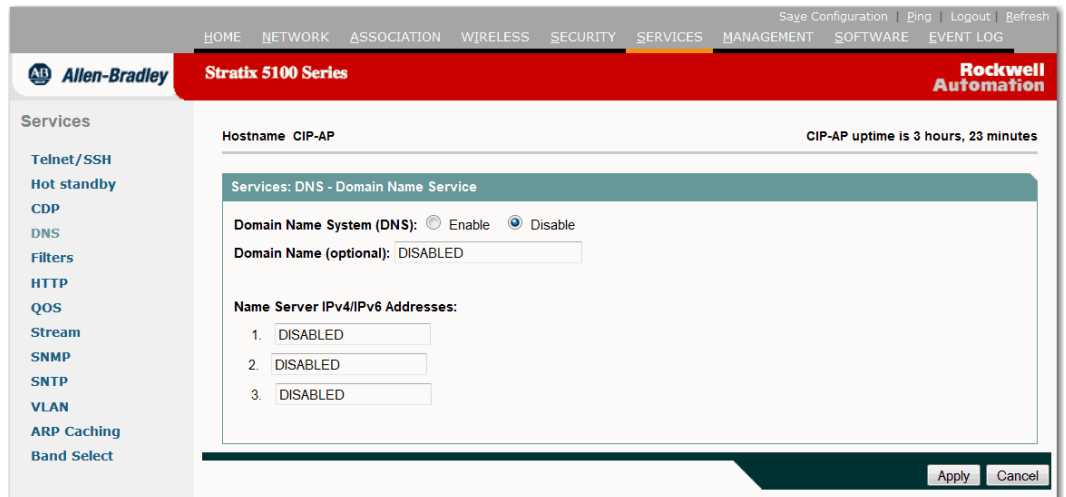 Save Configuration | Ping | Logout | Refresh
HOME NETWORK ASSOCIATION WIRELESS SECURITY SERVICES MANAGEMENT SOFTWARE EVENT LOG
AB Allen-Bradley Stratix 5100 Series Rockwell Automation
Services
Hostname CIP-AP CIP-AP uptime is 3 hours, 23 minutes
Telnet/SSH
Hot standby
CDP
DNS
Filters
HTTP
QOS
Stream
SNMP
SNTP
VLAN
ARP Caching
Band Select
Services: DNS - Domain Name Service
Domain Name System (DNS): Enable Disable
Domain Name (optional): DISABLED
Name Server IPv4/IPv6 Addresses:
1. DISABLED
2. DISABLED
3. DISABLED
Apply Cancel